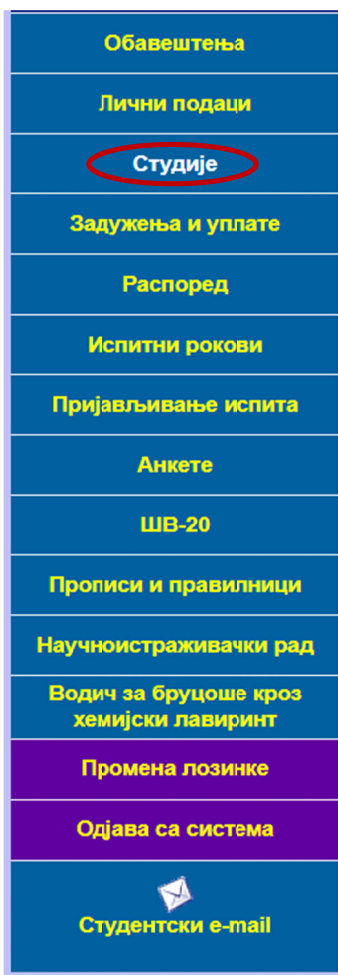 Обавештења
Лични подаци
Студије
Задужења и уплате
Распоред
Испитни рокови
Пријављивање испита
Анкете
ШВ-20
Прописи и правилници
Научноистраживачки рад
Водич за бруцоше кроз
хемијски лавиринт
Промена лозинке
Одјава са система
Студентски e-mail